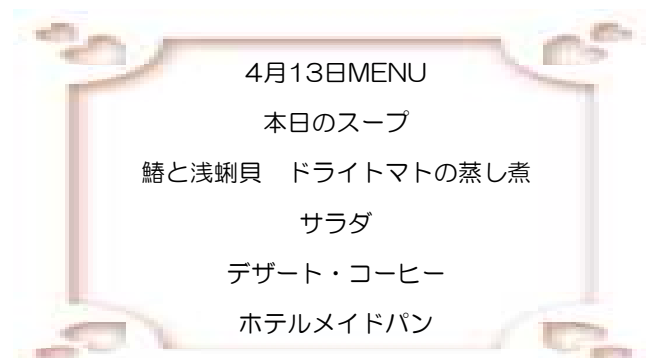 4月13日MENU
本日のスープ
鰆と浅蜊貝　ドライトマトの蒸し煮
サラダ
デザート・コーヒー
ホテルメイドパン